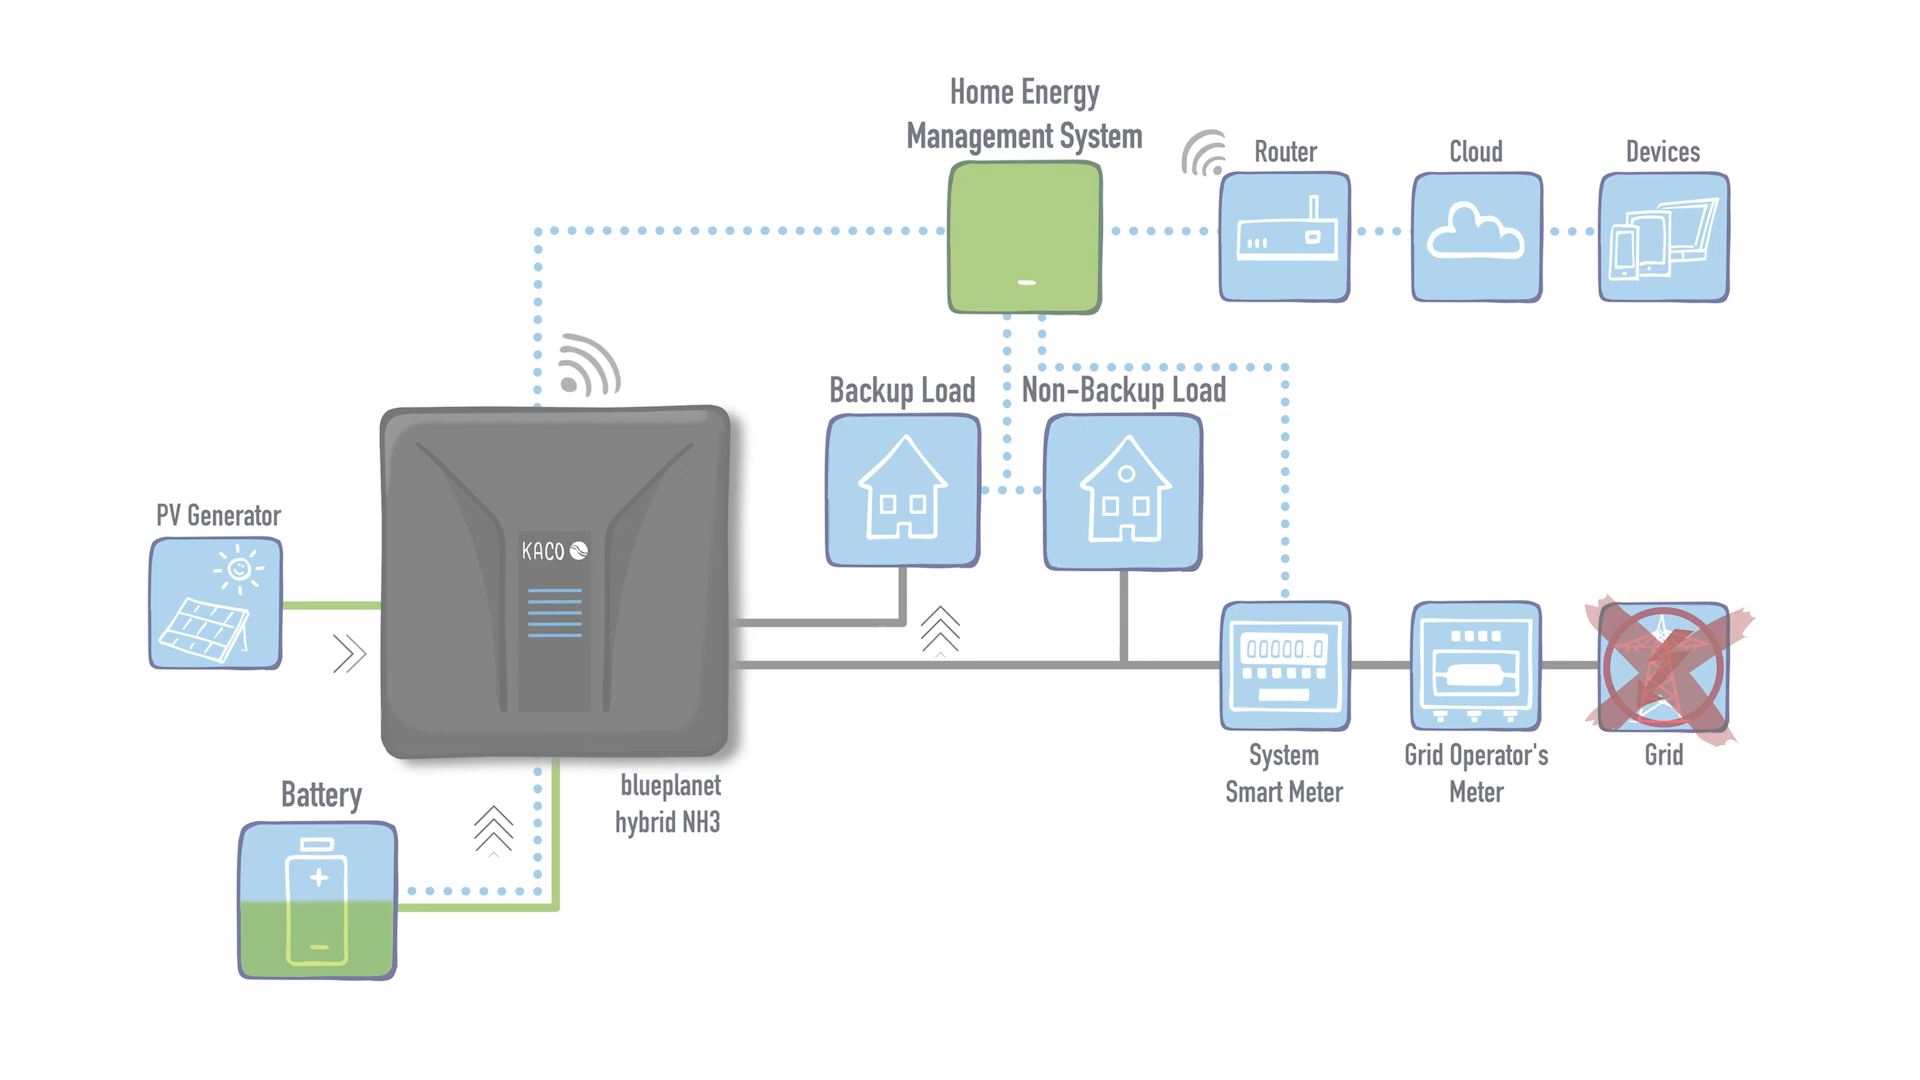 Home Energy
Management System
Router
Cloud
Devices
Backup Load
Non-Backup Load
PV Generator
KACO
00000.0
System
Smart Meter
Grid Operator's
Meter
Grid
blueplanet
hybrid NH3
Battery
+
-